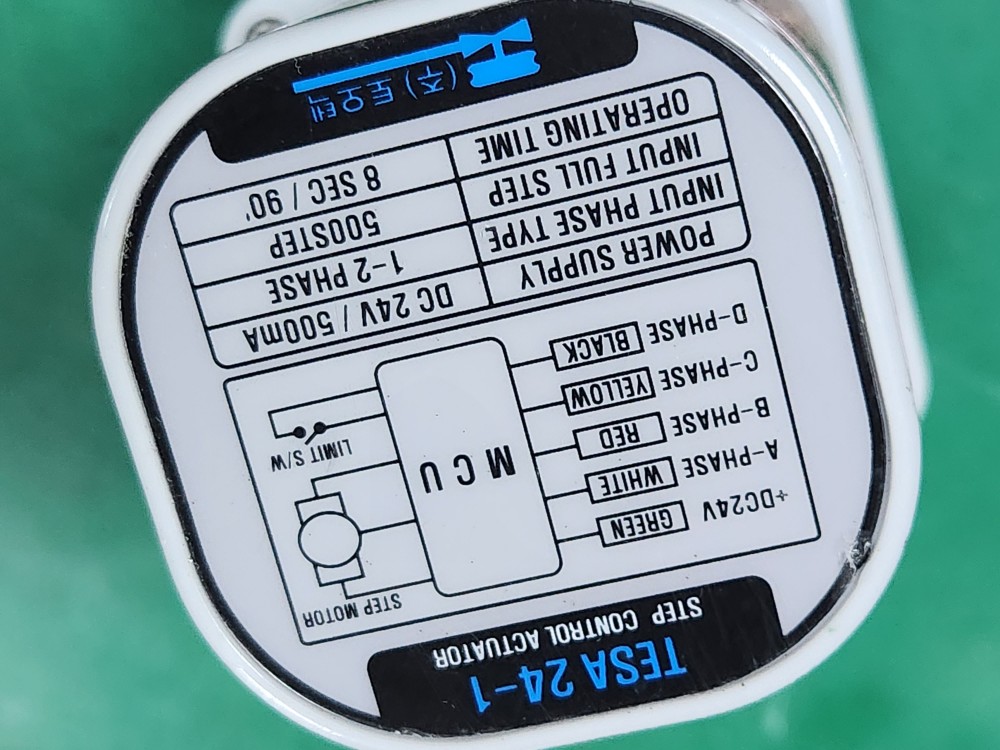 TESA 24-1
STEP CONTROL ACTUATOR
+DC24V GREEN
A-PHASE WHITE
B-PHASE RED
C-PHASE YELLOW
D-PHASE BLACK
MCU
STEP MOTOR
LIMIT S/W
POWER SUPPLY DC 24V / 500mA
INPUT PHASE TYPE 1-2 PHASE
INPUT FULL STEP 500STEP
OPERATING TIME 8 SEC / 90°
(주) 토오텍